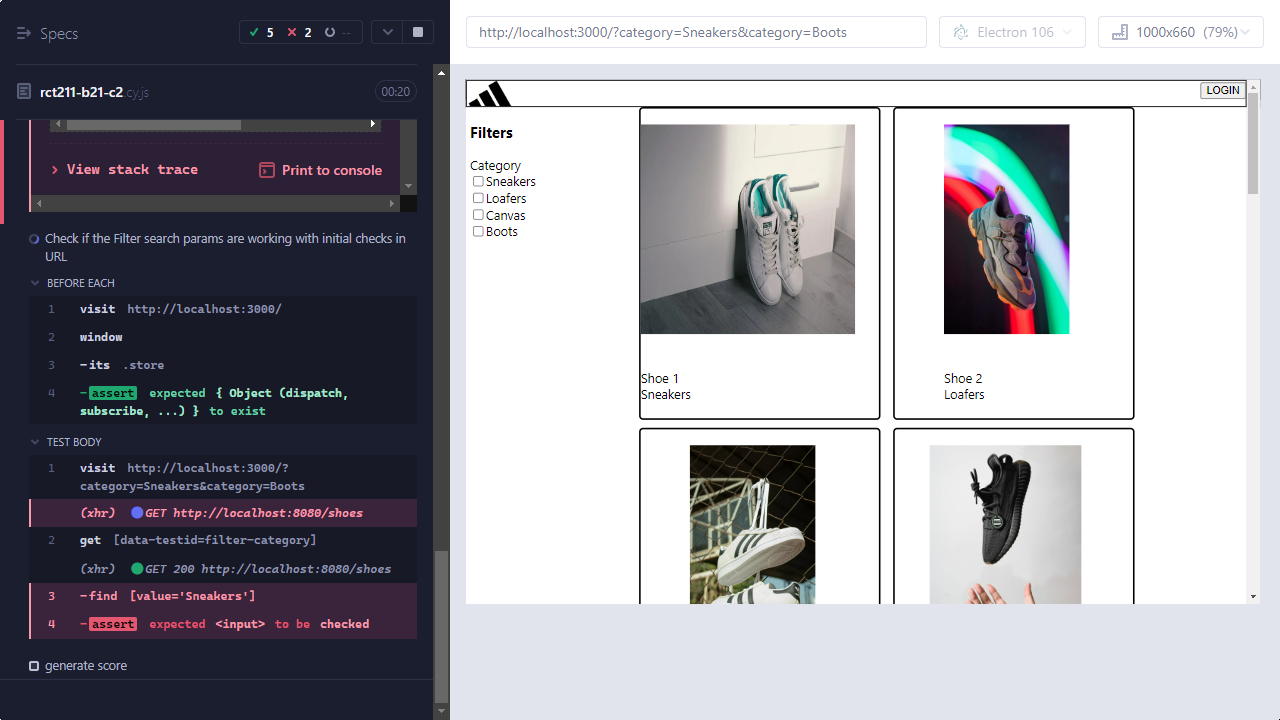 Specs
5
2
--
rct211-b21-c2.cy.js
00:20
View stack trace
Print to console
Check if the Filter search params are working with initial checks in
URL
BEFORE EACH
1 visit http://localhost:3000/
2 window
3 -its .store
4 -assert expected { Object (dispatch,
subscribe, ...) } to exist
TEST BODY
1 visit http://localhost:3000/?
category=Sneakers&category=Boots
(xhr) GET http://localhost:8080/shoes
2 get [data-testid=filter-category]
(xhr) GET 200 http://localhost:8080/shoes
3 -find [value='Sneakers']
4 -assert expected <input> to be checked
generate score
http://localhost:3000/?category=Sneakers&category=Boots
Electron 106
1000x660 (79%)
LOGIN
Filters
Category
Sneakers
Loafers
Canvas
Boots
Shoe 1
Sneakers
Shoe 2
Loafers